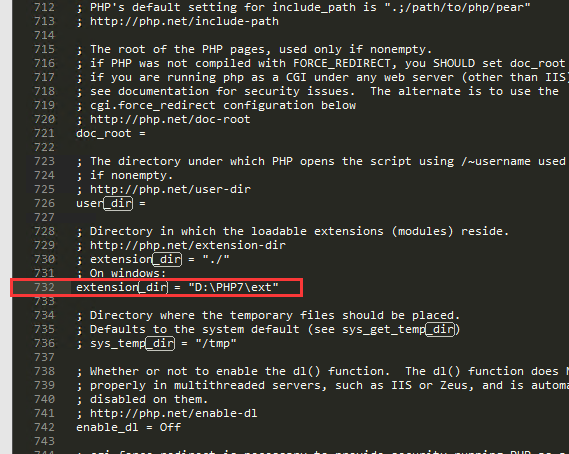 712 ; PHP's default setting for include_path is ".;/path/to/php/pear"
713 ; http://php.net/include-path
714
715 ; The root of the PHP pages, used only if nonempty.
716 ; if PHP was not compiled with FORCE_REDIRECT, you SHOULD set doc_root
717 ; if you are running php as a CGI under any web server (other than IIS)
718 ; see documentation for security issues.  The alternate is to use the
719 ; cgi.force_redirect configuration below
720 ; http://php.net/doc-root
721 doc_root =
722
723 ; The directory under which PHP opens the script using /~username used
724 ; if nonempty.
725 ; http://php.net/user-dir
726 user_dir =
727
728 ; Directory in which the loadable extensions (modules) reside.
729 ; http://php.net/extension-dir
730 ; extension_dir = "./"
731 ; On windows:
732 extension_dir = "D:\PHP7\ext"
733
734 ; Directory where the temporary files should be placed.
735 ; Defaults to the system default (see sys_get_temp_dir)
736 ; sys_temp_dir = "/tmp"
737
738 ; Whether or not to enable the dl() function.  The dl() function does
739 ; properly in multithreaded servers, such as IIS or Zeus, and is automa
740 ; disabled on them.
741 ; http://php.net/enable-dl
742 enable_dl = Off
743